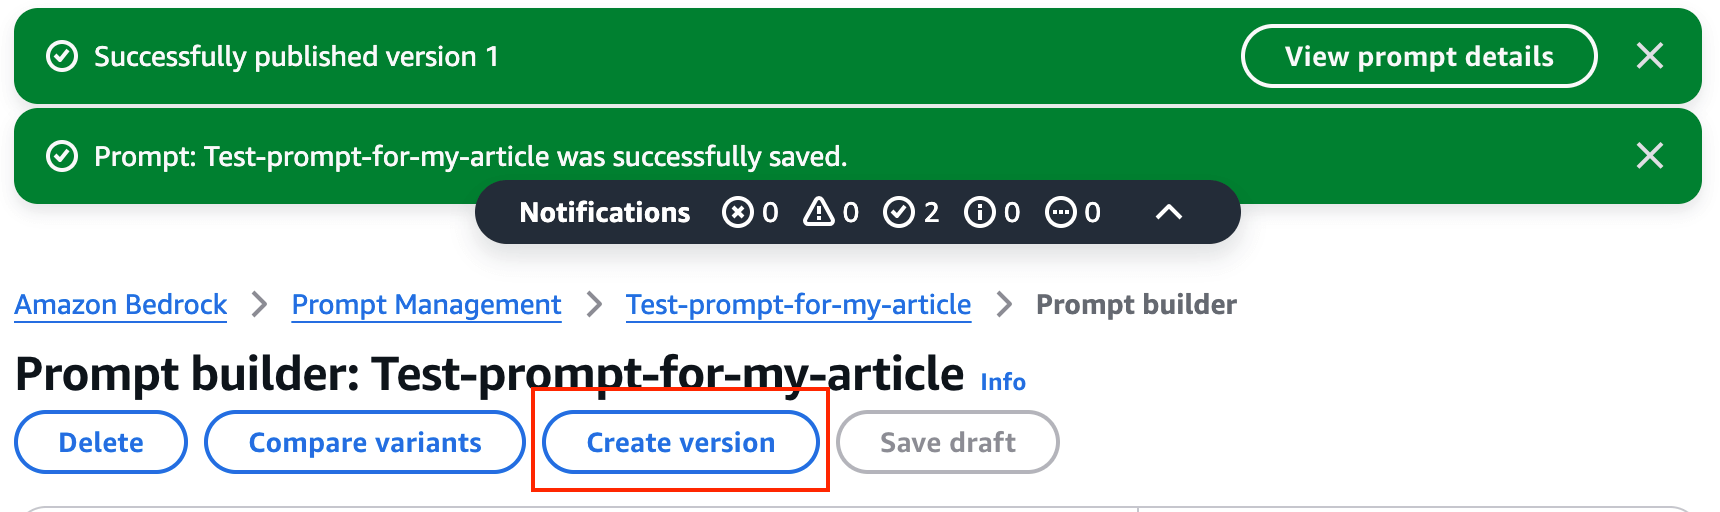 Successfully published version 1
View prompt details
Prompt: Test-prompt-for-my-article was successfully saved.
Notifications 0 0 2 0 0
Amazon Bedrock > Prompt Management > Test-prompt-for-my-article > Prompt builder
Prompt builder: Test-prompt-for-my-article Info
Delete Compare variants Create version Save draft